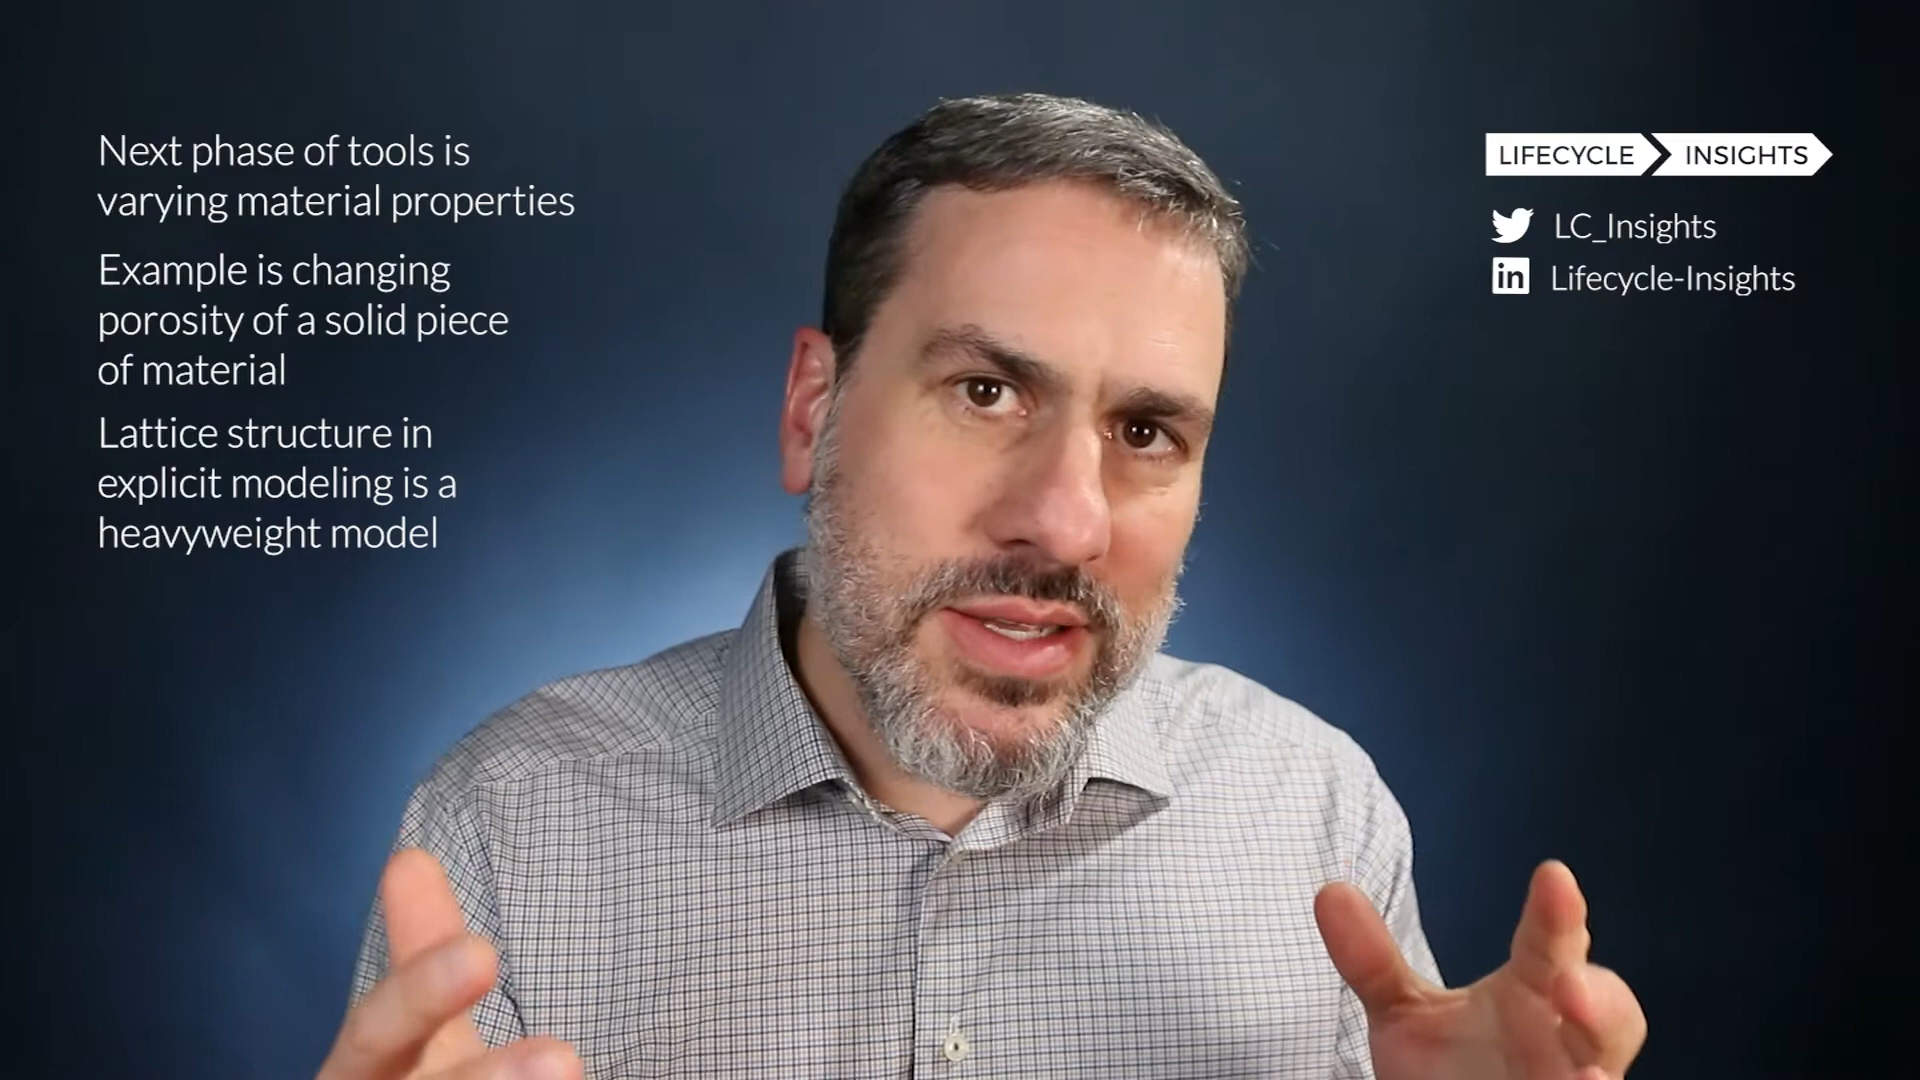 Next phase of tools is
varying material properties
Example is changing
porosity of a solid piece
of material
Lattice structure in
explicit modeling is a
heavyweight model
LIFECYCLE INSIGHTS
LC_Insights
in Lifecycle-Insights